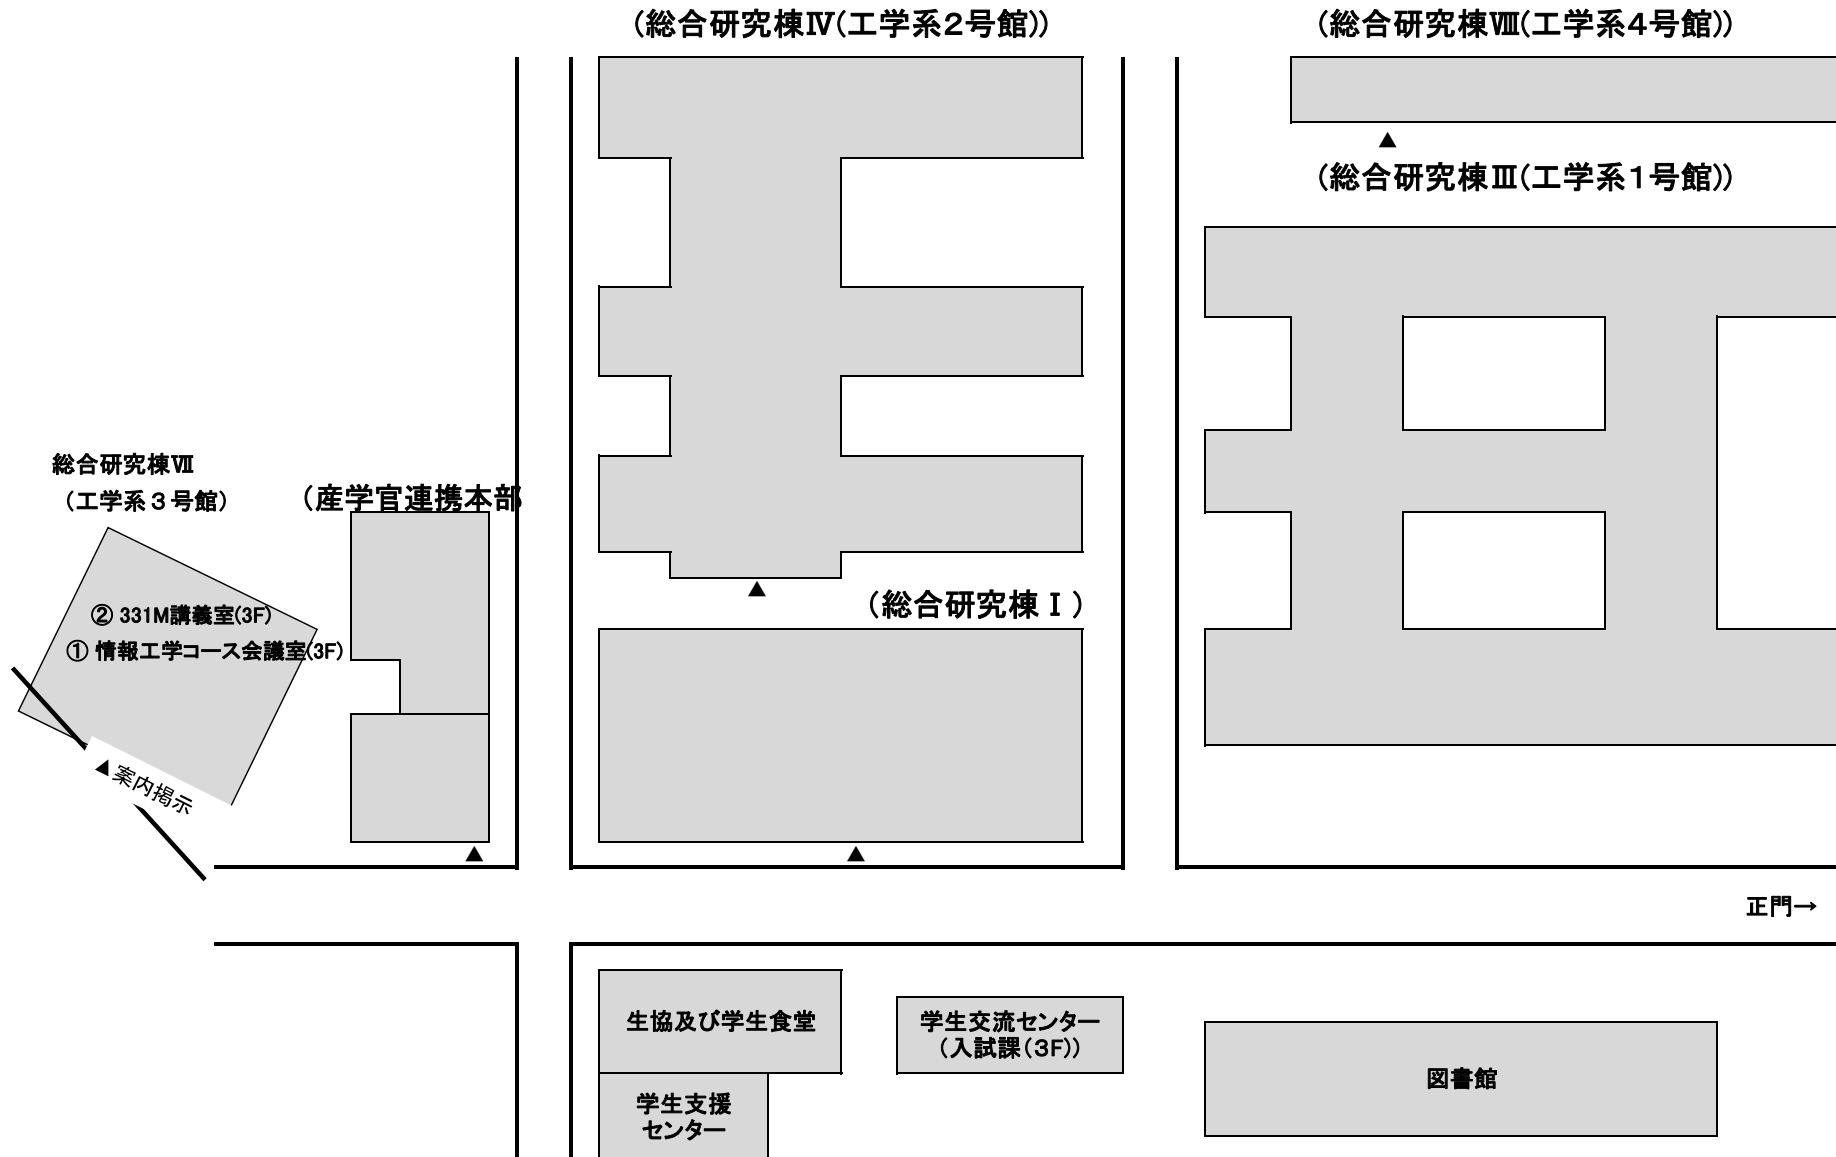 (総合研究棟Ⅳ(工学系２号館))
(総合研究棟Ⅷ(工学系４号館))
▲
(総合研究棟Ⅲ(工学系１号館))
総合研究棟Ⅶ
（工学系３号館）
（産学官連携本部
▲
（総合研究棟Ⅰ）
② 331M講義室(3F)
① 情報工学コース会議室(3F)
▲案内掲示
▲
▲
正門→
生協及び学生食堂
学生交流センター
（入試課（3F））
図書館
学生支援
センター